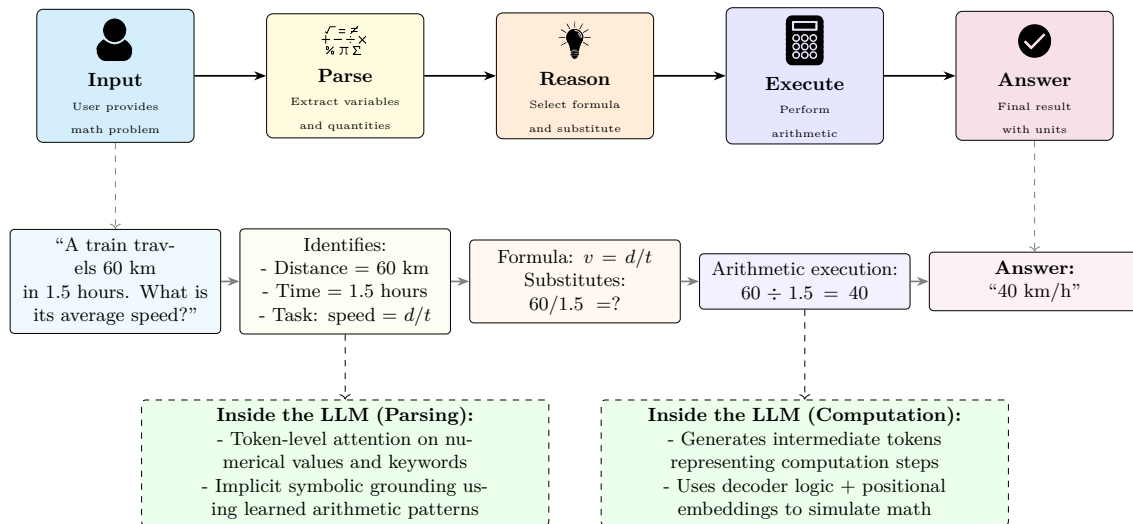 Input
User provides
math problem
√ = ≠
+ − ÷ ×
% π Σ
Parse
Extract variables
and quantities
Reason
Select formula
and substitute
Execute
Perform
arithmetic
Answer
Final result
with units
“A train trav-
els 60 km
in 1.5 hours. What is
its average speed?”
Identifies:
- Distance = 60 km
- Time = 1.5 hours
- Task: speed = d/t
Formula: v = d/t
Substitutes:
60/1.5 =?
Arithmetic execution:
60 ÷ 1.5 = 40
Answer:
“40 km/h”
Inside the LLM (Parsing):
- Token-level attention on nu-
merical values and keywords
- Implicit symbolic grounding us-
ing learned arithmetic patterns
Inside the LLM (Computation):
- Generates intermediate tokens
representing computation steps
- Uses decoder logic + positional
embeddings to simulate math